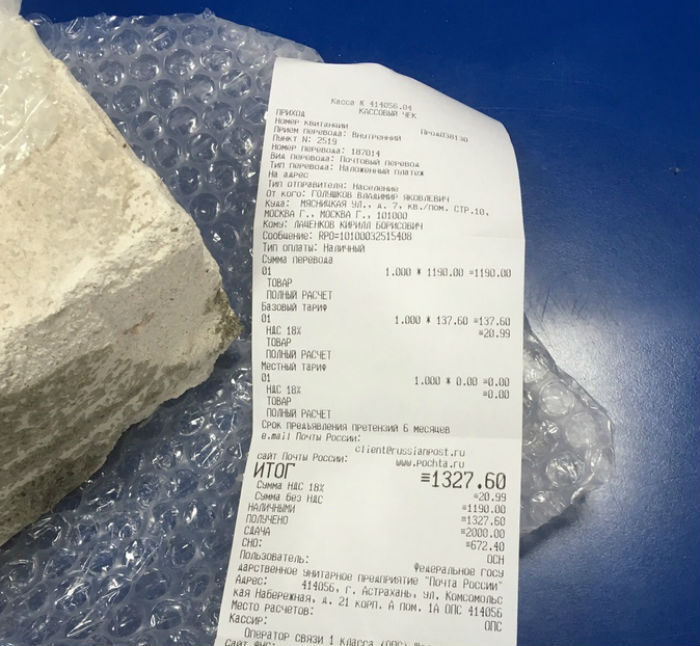 Касса К 414056.04
КАССОВЫЙ ЧЕК
ПРИХОД
Номер квитанции Прод038130
Прием перевода: Внутренний
Пункт N: 2519
Номер перевода: 187014
Вид перевода: Почтовый перевод
Тип перевода: Наложенный платеж
На адрес
Тип отправителя: Население
От кого: ГОЛУШКОВ ВЛАДИМИР ЯКОВЛЕВИЧ
Куда: МЯСНИЦКАЯ УЛ., д. 7, кв./пом. СТР.10,
МОСКВА Г., МОСКВА Г., 101000
Кому: ЛАЧЕНКОВ КИРИЛЛ БОРИСОВИЧ
Сообщение: RPO=10100032515408
Тип оплаты: Наличный
Сумма перевода
01 1.000 * 1190.00 =1190.00
ТОВАР
ПОЛНЫЙ РАСЧЕТ
Базовый тариф
01 1.000 * 137.60 =137.60
НДС 18% =20.99
ТОВАР
ПОЛНЫЙ РАСЧЕТ
Местный тариф
01 1.000 * 0.00 =0.00
НДС 18% =0.00
ТОВАР
ПОЛНЫЙ РАСЧЕТ
Срок предъявления претензий 6 месяцев
e.mail Почты России:
client@russianpost.ru
сайт Почты России: www.pochta.ru
ИТОГ =1327.60
Сумма НДС 18% =20.99
Сумма без НДС =1190.00
НАЛИЧНЫМИ =1327.60
ПОЛУЧЕНО =2000.00
СДАЧА =672.40
СНО: ОСН
Пользователь: Федеральное госу
дарственное унитарное предприятие "Почта России"
Адрес: 414056, г. Астрахань, ул. Комсомольс
кая Набережная, д. 21 корп. А пом. 1А ОПС 414056
Место расчетов: ОПС
Кассир:
Оператор связи 1 класса (ОПС)
Сайт ФНС: